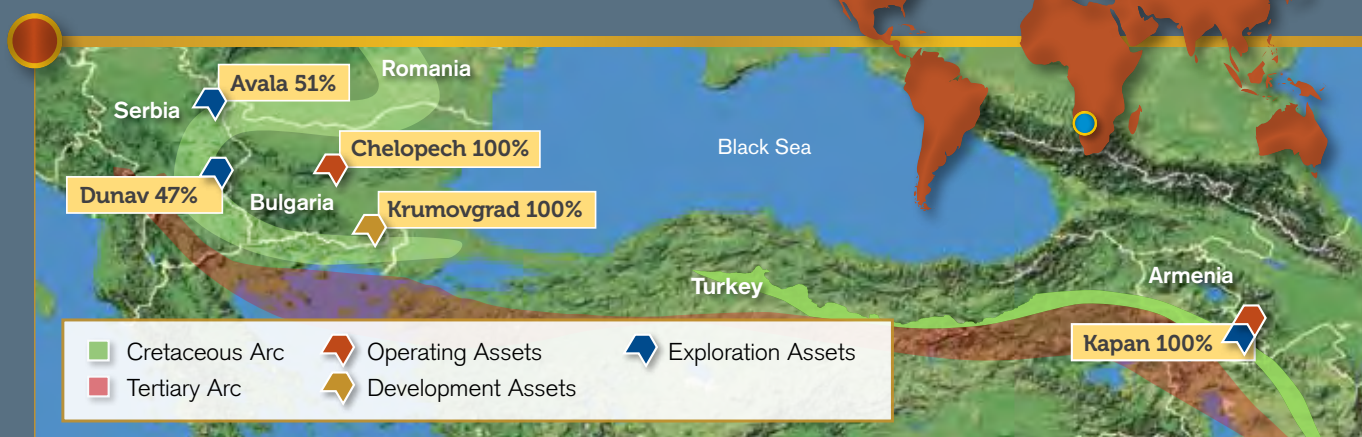 Romania
Avala 51%
Serbia
Chelopech 100%
Black Sea
Dunav 47%
Bulgaria
Krumovgrad 100%
Armenia
Turkey
Kapan 100%
Cretaceous Arc
Operating Assets
Exploration Assets
Tertiary Arc
Development Assets